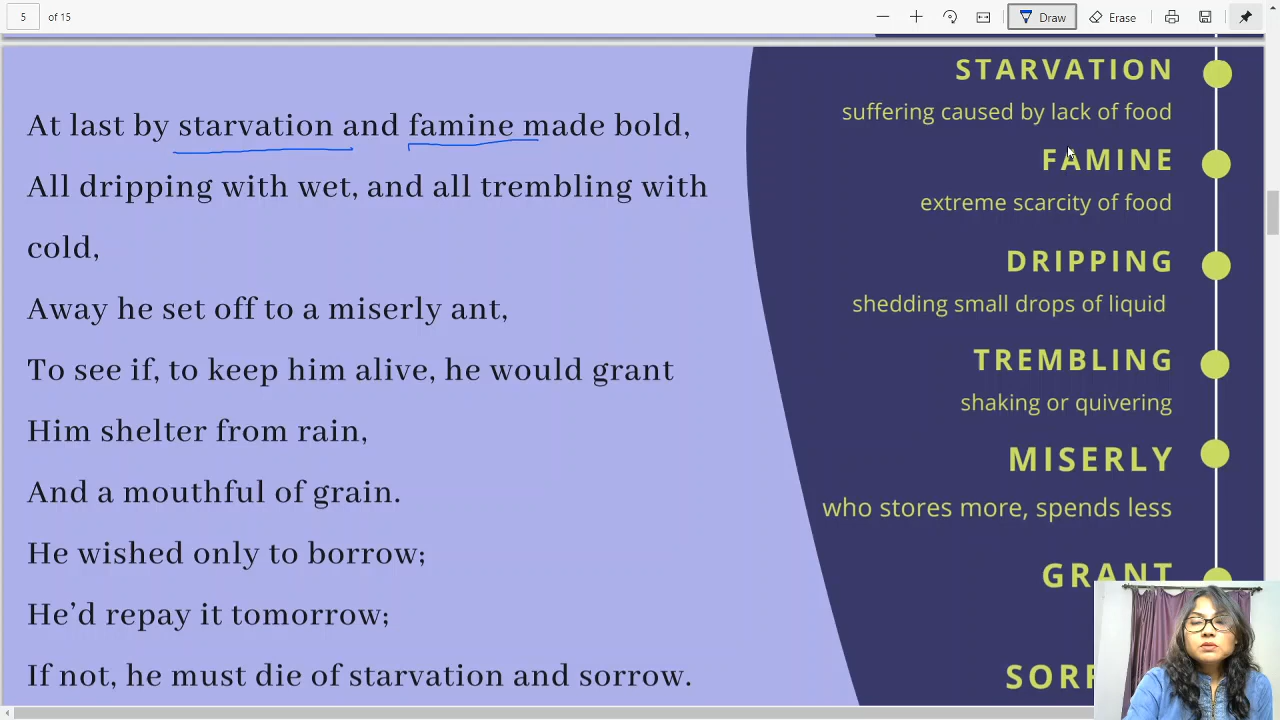 5 of 15
Draw
Erase
At last by starvation and famine made bold,
All dripping with wet, and all trembling with
cold,
Away he set off to a miserly ant,
To see if, to keep him alive, he would grant
Him shelter from rain,
And a mouthful of grain.
He wished only to borrow;
He’d repay it tomorrow;
If not, he must die of starvation and sorrow.
STARVATION
suffering caused by lack of food
FAMINE
extreme scarcity of food
DRIPPING
shedding small drops of liquid
TREMBLING
shaking or quivering
MISERLY
who stores more, spends less
GRANT